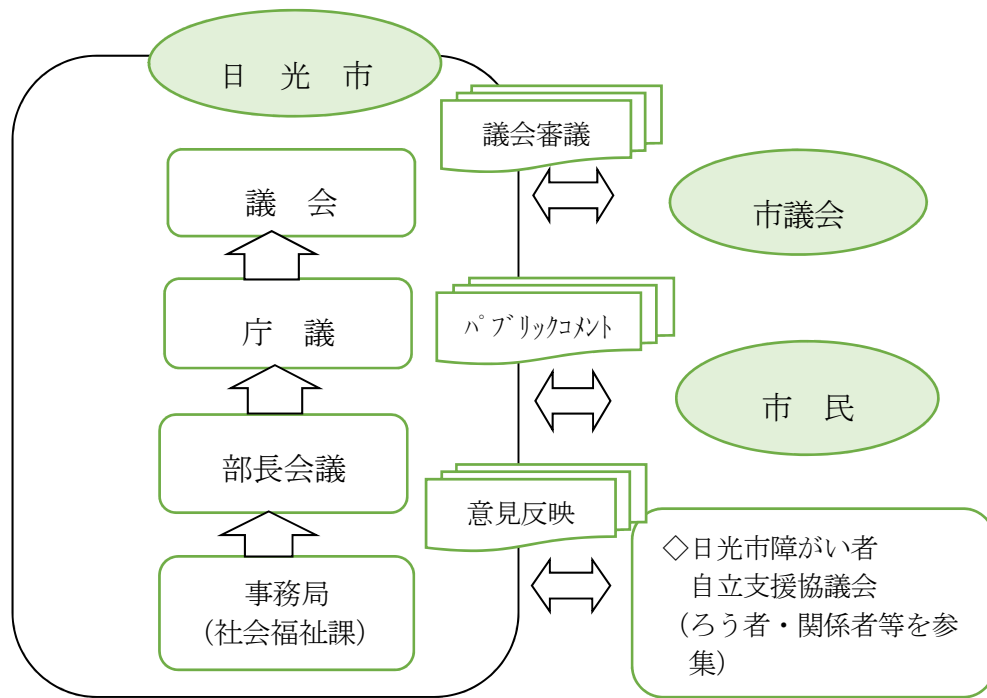 日　光　市
議会審議
議　会
市議会
庁　議
ﾊﾟﾌﾞﾘｯｸｺﾒﾝﾄ
市　民
部長会議
意見反映
事務局
（社会福祉課）
◇日光市障がい者
自立支援協議会
（ろう者・関係者等を参
集）